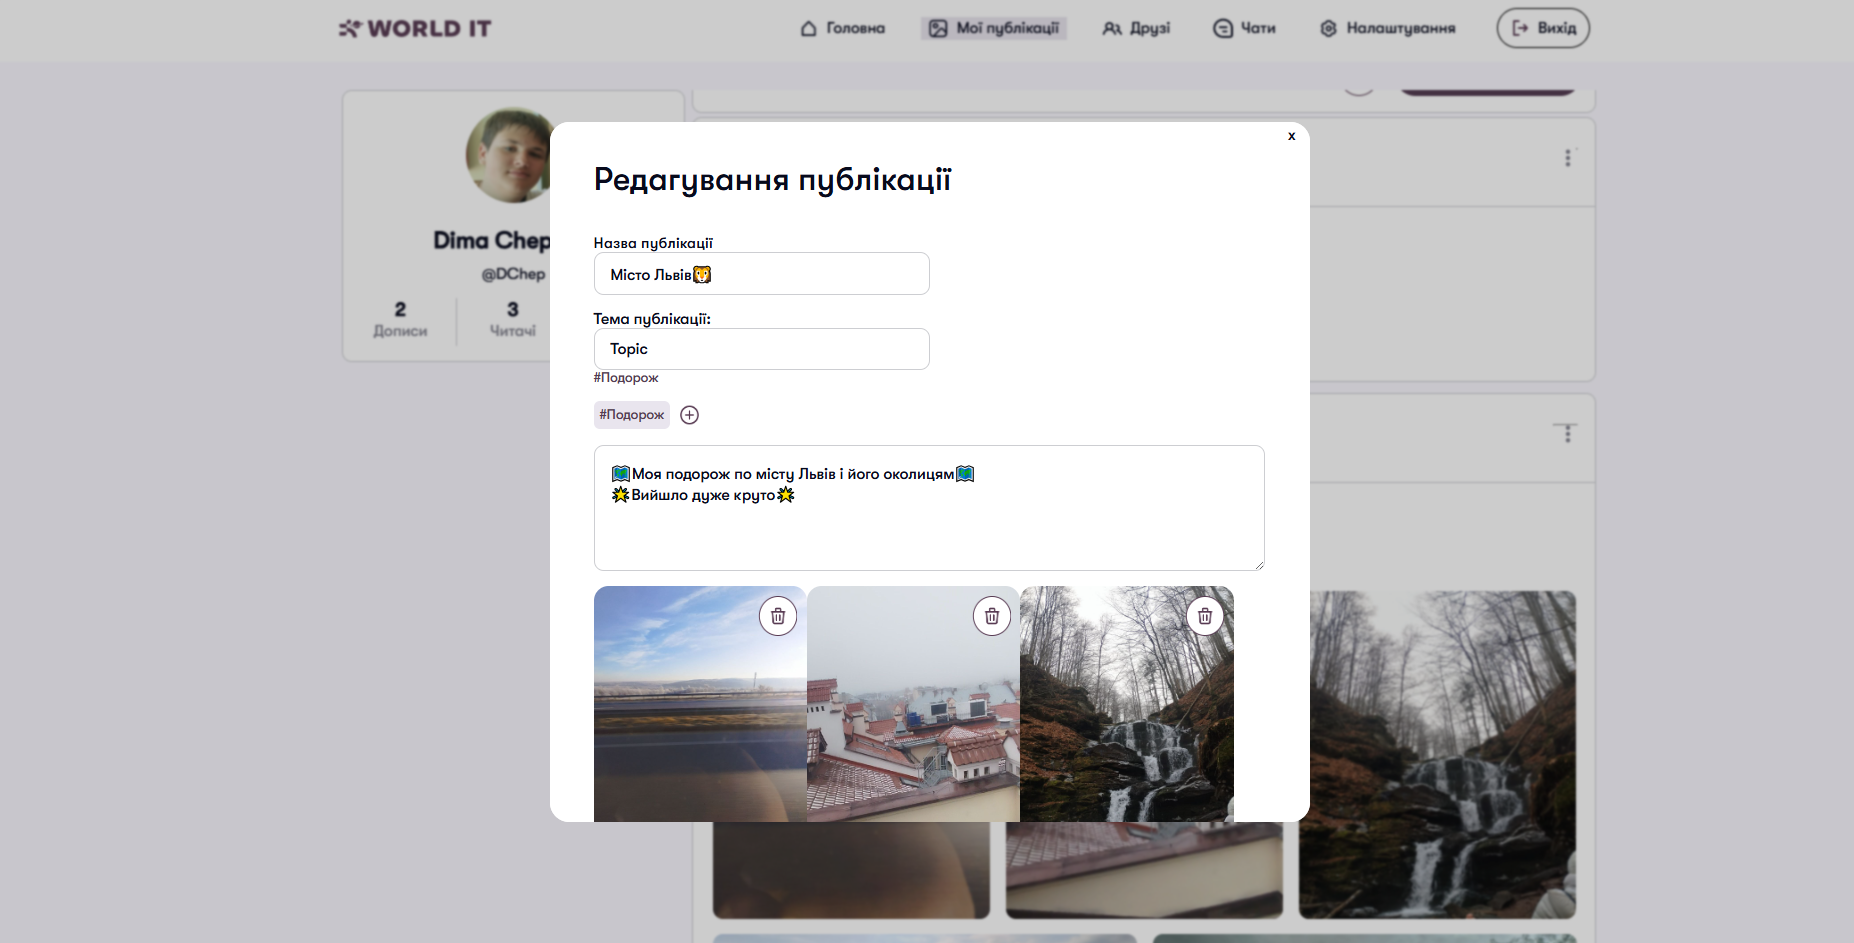 WORLD IT
Головна
Мої публікації
Друзі
Чати
Налаштування
Вихід
Dima Chep
@DChep
2
Дописи
3
Читачі
x
Редагування публікації
Назва публікації
Місто Львів🦁
Тема публікації:
Topic
#Подорож
#Подорож
🗺️Моя подорож по місту Львів і його околицям🗺️
🌟Вийшло дуже круто🌟